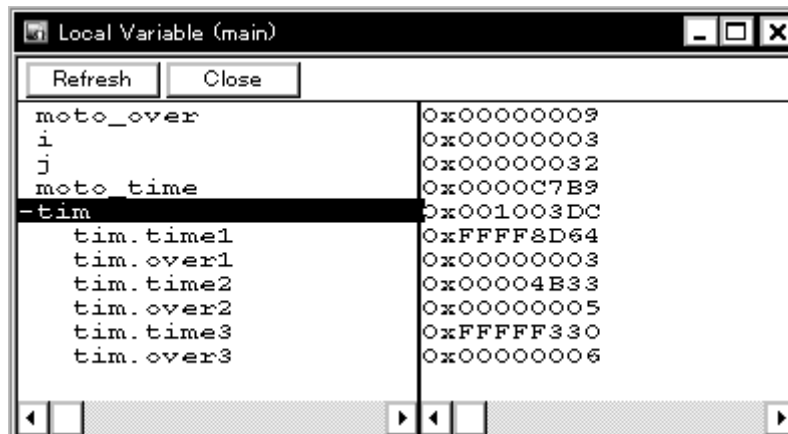 Local Variable (main)
Refresh Close
moto_over 0x00000009
i 0x00000003
j 0x00000032
moto_time 0x0000C7B9
-tim 0x001003DC
tim.time1 0xFFFF8D64
tim.over1 0x00000003
tim.time2 0x00004B33
tim.over2 0x00000005
tim.time3 0xFFFFF330
tim.over3 0x00000006